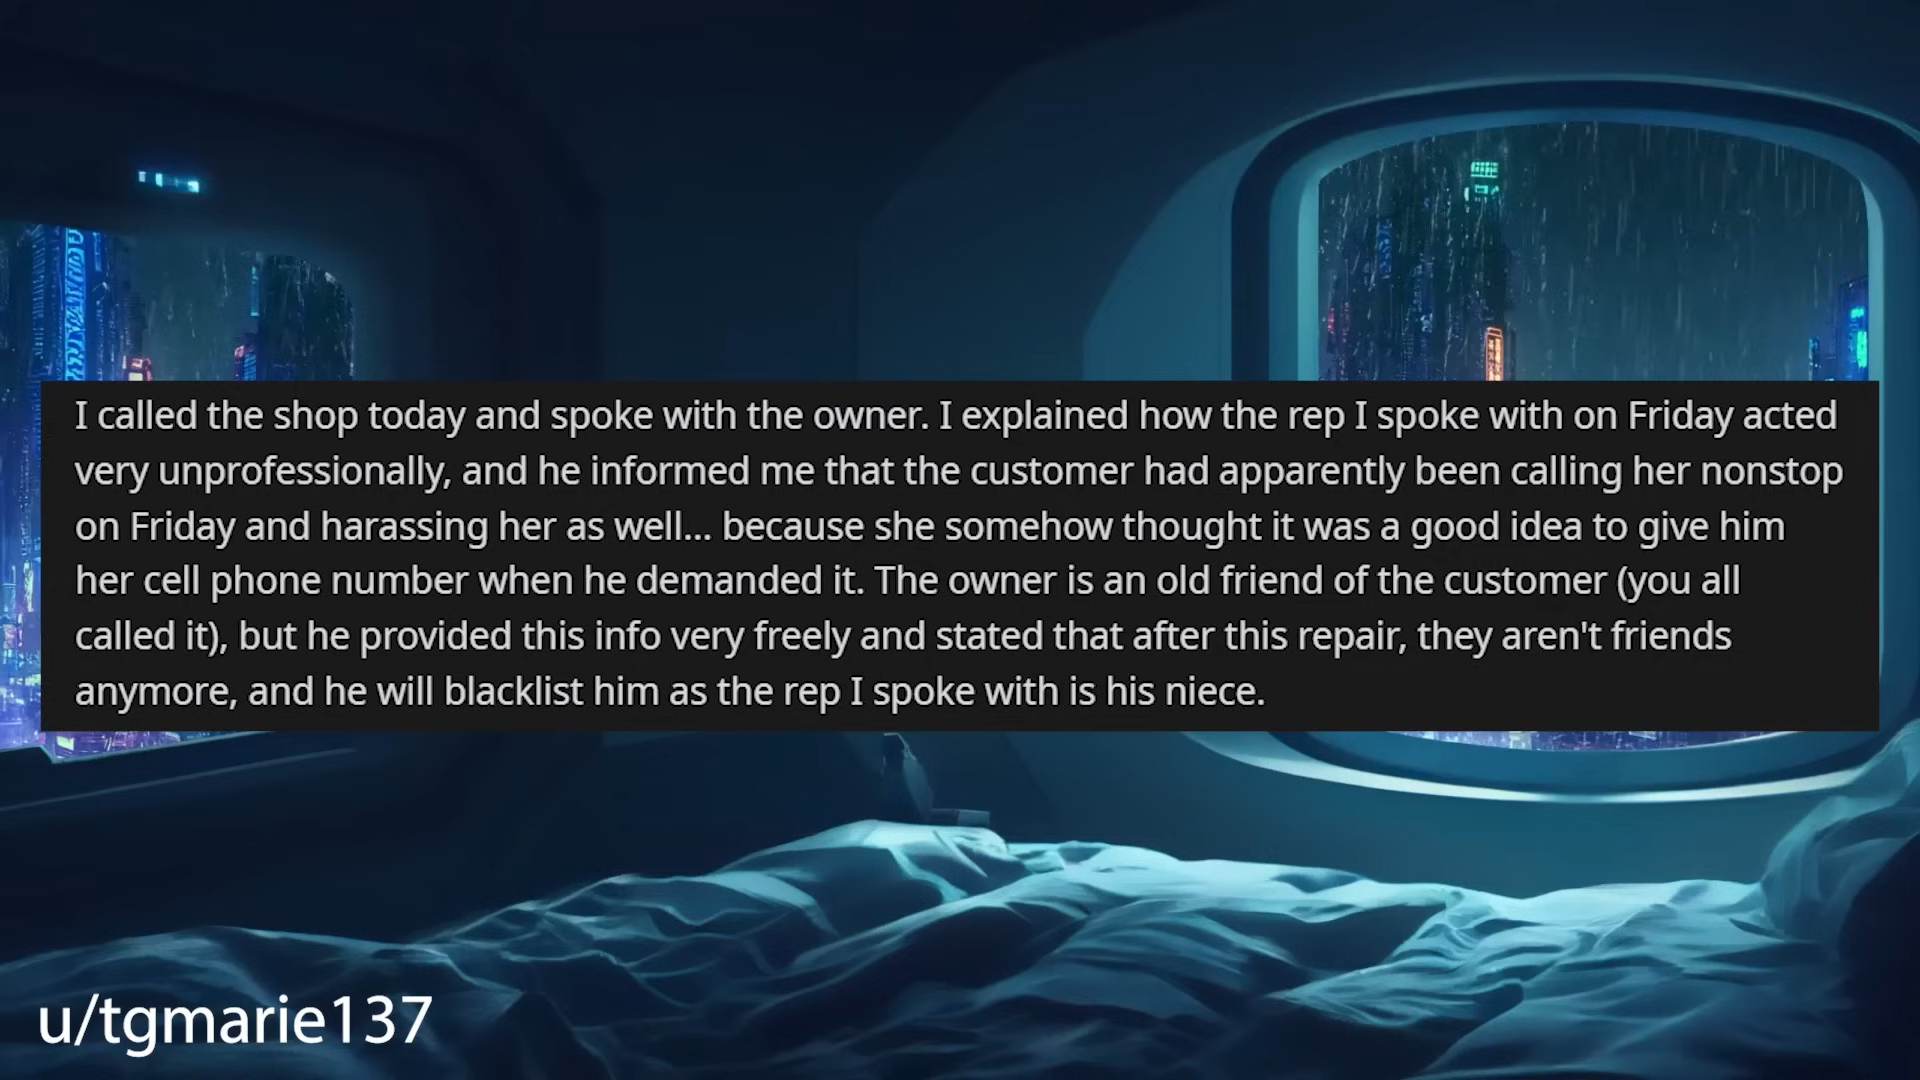 I called the shop today and spoke with the owner. I explained how the rep I spoke with on Friday acted
very unprofessionally, and he informed me that the customer had apparently been calling her nonstop
on Friday and harassing her as well... because she somehow thought it was a good idea to give him
her cell phone number when he demanded it. The owner is an old friend of the customer (you all
called it), but he provided this info very freely and stated that after this repair, they aren't friends
anymore, and he will blacklist him as the rep I spoke with is his niece.
u/tgmarie137